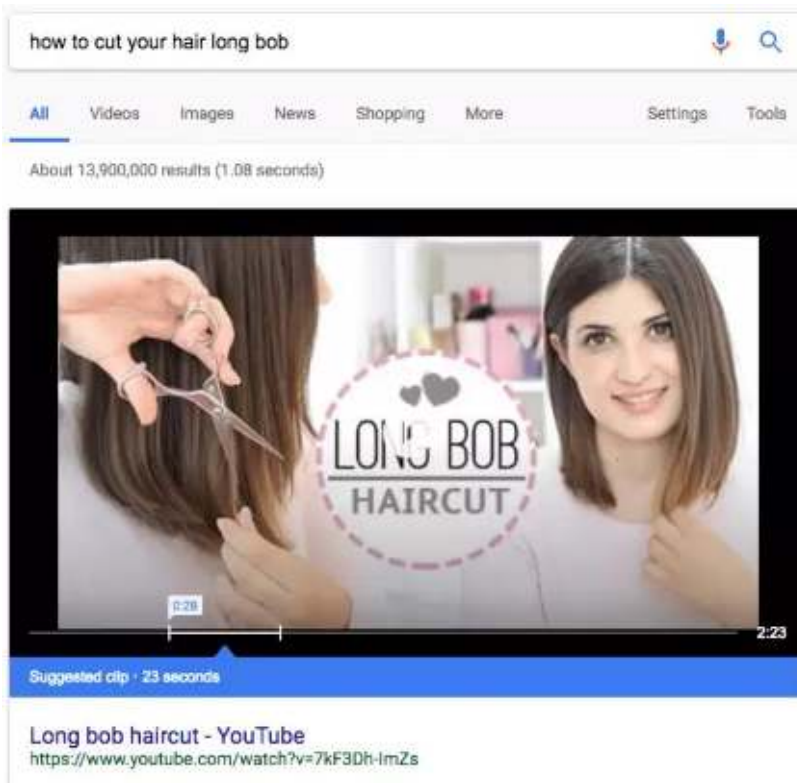 how to cut your hair long bob
All Videos Images News Shopping More Settings Tools
About 13,900,000 results (1.08 seconds)
LONG BOB
HAIRCUT
0:28
2:23
Suggested clip · 23 seconds
Long bob haircut - YouTube
https://www.youtube.com/watch?v=7kF3Dh-ImZs